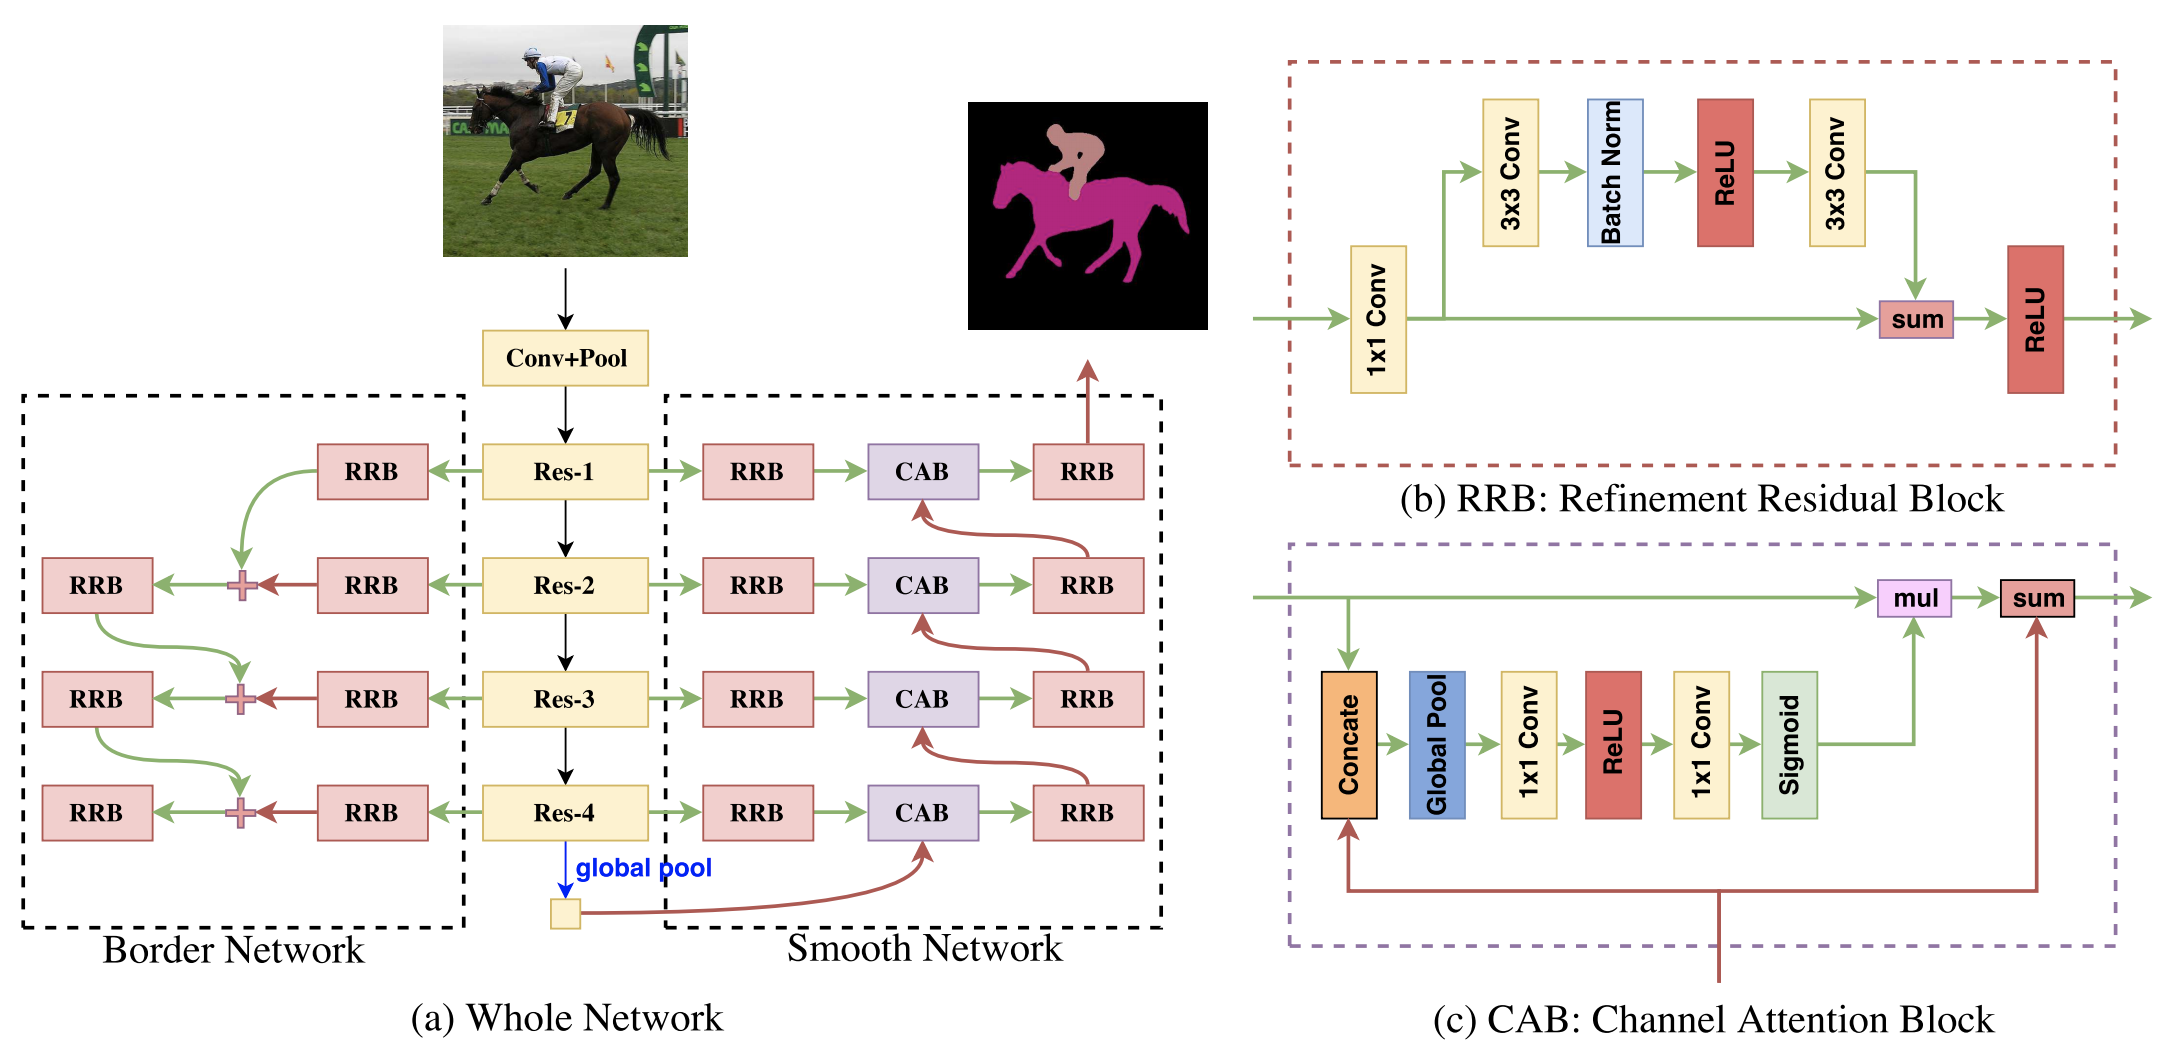 7
Conv+Pool
RRB
Res-1
RRB
CAB
RRB
RRB
RRB
Res-2
RRB
CAB
RRB
RRB
RRB
Res-3
RRB
CAB
RRB
RRB
RRB
Res-4
RRB
CAB
RRB
global pool
Border Network
Smooth Network
(a) Whole Network
1x1 Conv
3x3 Conv
Batch Norm
ReLU
3x3 Conv
sum
ReLU
(b) RRB: Refinement Residual Block
mul
sum
Concate
Global Pool
1x1 Conv
ReLU
1x1 Conv
Sigmoid
(c) CAB: Channel Attention Block